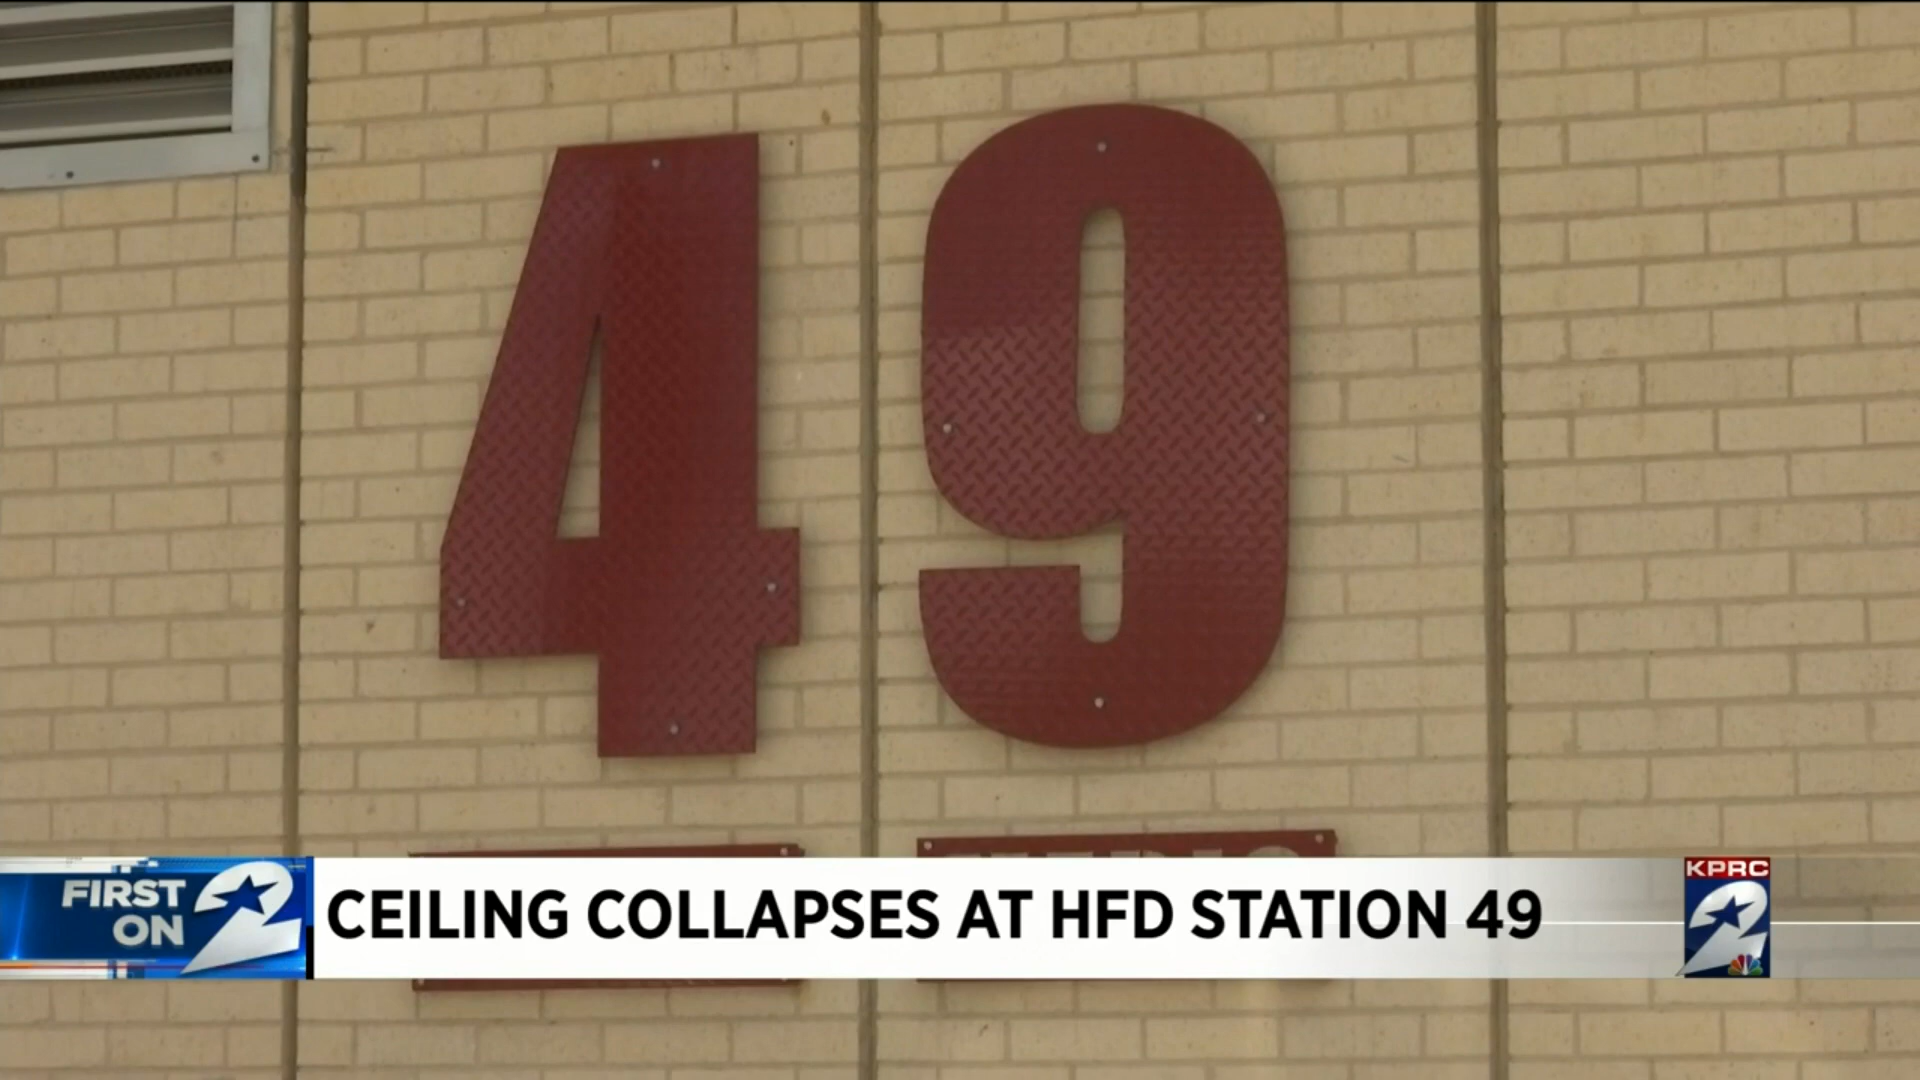 49
FIRST
ON 2
CEILING COLLAPSES AT HFD STATION 49
KPRC
2